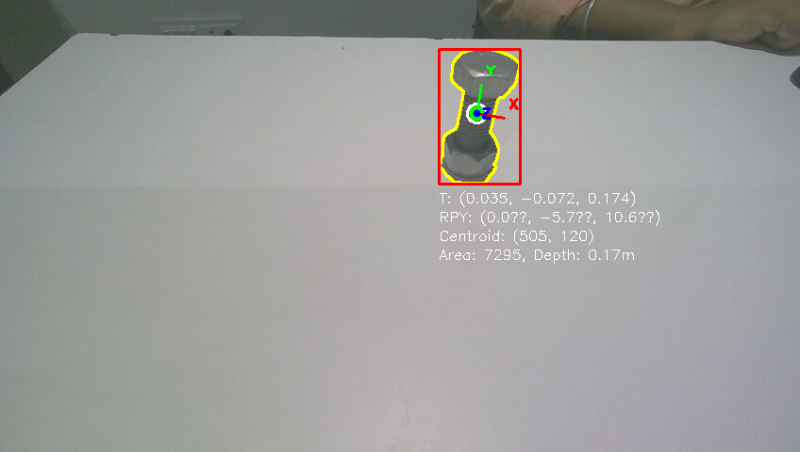 Y
X
Z
T: (0.035, -0.072, 0.174)
RPY: (0.0??, -5.7??, 10.6??)
Centroid: (505, 120)
Area: 7295, Depth: 0.17m